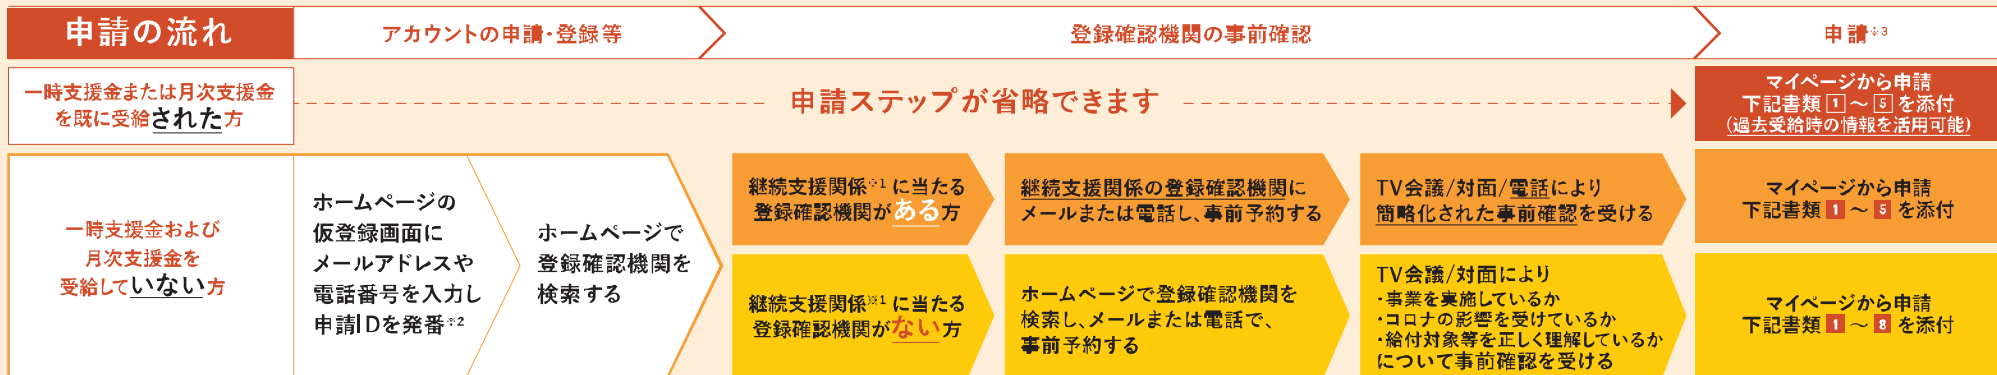 申請の流れ
アカウントの申請・登録等
登録確認機関の事前確認
申請※3
一時支援金または月次支援金
を既に受給された方
申請ステップが省略できます
マイページから申請
下記書類1～5を添付
(過去受給時の情報を活用可能)
一時支援金および
月次支援金を
受給していない方
ホームページの
仮登録画面に
メールアドレスや
電話番号を入力し
申請IDを発番※2
ホームページで
登録確認機関を
検索する
継続支援関係※1に当たる
登録確認機関がある方
継続支援関係の登録確認機関に
メールまたは電話し、事前予約する
TV会議/対面/電話により
簡略化された事前確認を受ける
マイページから申請
下記書類1～5を添付
継続支援関係※1に当たる
登録確認機関がない方
ホームページで登録確認機関を
検索し、メールまたは電話で、
事前予約する
TV会議/対面により
・事業を実施しているか
・コロナの影響を受けているか
・給付対象等を正しく理解しているか
について事前確認を受ける
マイページから申請
下記書類1～8を添付